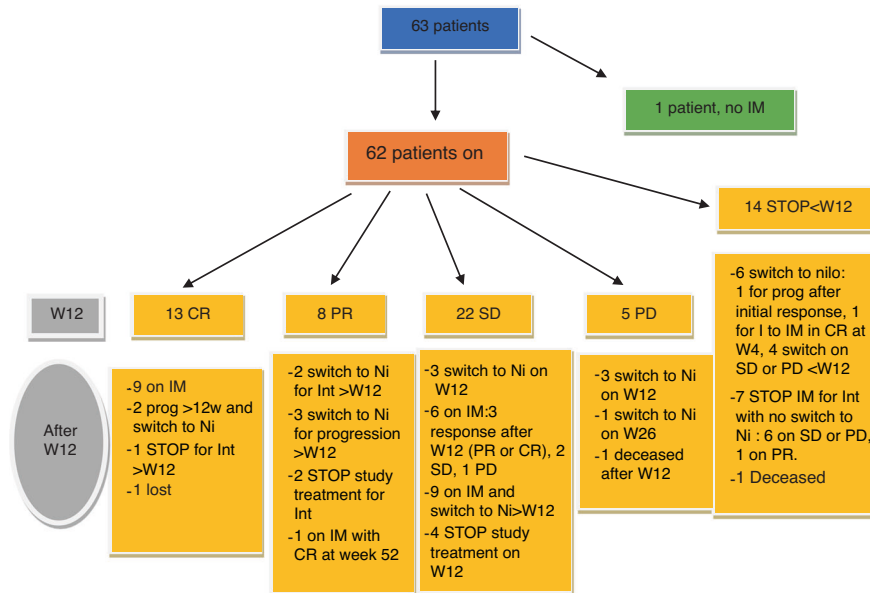 63 patients
1 patient, no IM
62 patients on
14 STOP<W12
W12
13 CR
8 PR
22 SD
5 PD
-6 switch to nilo:
1 for prog after
initial response, 1
for I to IM in CR at
W4, 4 switch on
SD or PD <W12
-7 STOP IM for Int
with no switch to
Ni : 6 on SD or PD,
1 on PR.
-1 Deceased
After
W12
-9 on IM
-2 prog >12w and
switch to Ni
-1 STOP for Int
>W12
-1 lost
-2 switch to Ni
for Int >W12
-3 switch to Ni
for progression
>W12
-2 STOP study
treatment for
Int
-1 on IM with
CR at week 52
-3 switch to Ni on
W12
-6 on IM:3
response after
W12 (PR or CR), 2
SD, 1 PD
-9 on IM and
switch to Ni>W12
-4 STOP study
treatment on
W12
-3 switch to Ni
on W12
-1 switch to Ni
on W26
-1 deceased
after W12